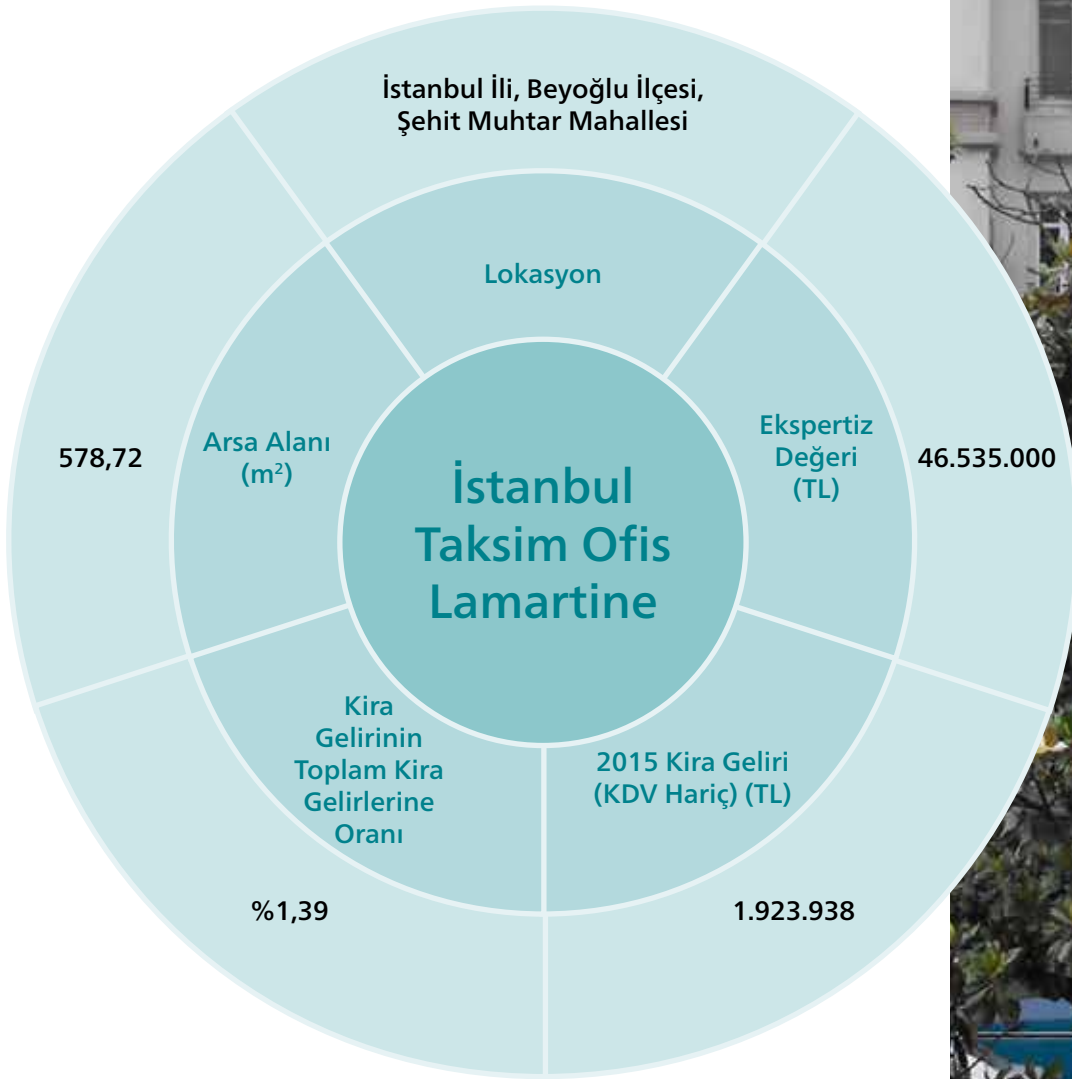 İstanbul İli, Beyoğlu İlçesi,
Şehit Muhtar Mahallesi
Lokasyon
Ekspertiz
Değeri
(TL)
46.535.000
578,72
Arsa Alanı
(m²)
İstanbul
Taksim Ofis
Lamartine
Kira
Gelirinin
Toplam Kira
Gelirlerine
Oranı
%1,39
2015 Kira Geliri
(KDV Hariç) (TL)
1.923.938